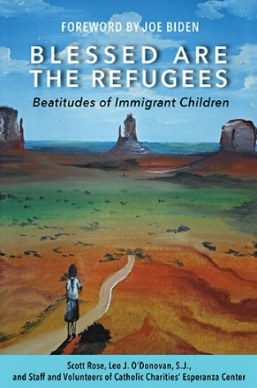 FOREWORD BY JOE BIDEN
BLESSED ARE
THE REFUGEES
Beatitudes of Immigrant Children
Scott Rose, Leo J. O'Donovan, S.J.,
and Staff and Volunteers of Catholic Charities' Esperanza Center